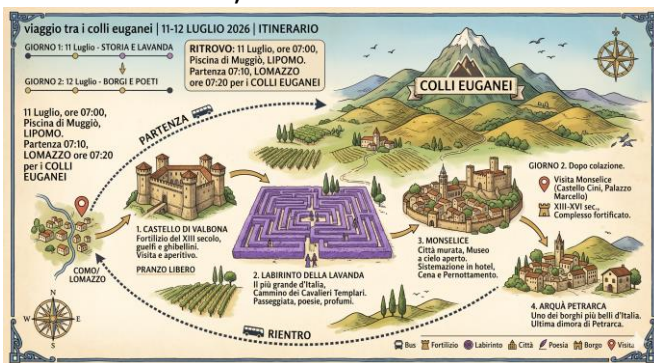 viaggio tra i colli euganei | 11-12 LUGLIO 2026 | ITINERARIO
GIORNO 1: 11 Luglio - STORIA E LAVANDA
GIORNO 2: 12 Luglio - BORGI E POETI
RITROVO: 11 Luglio, ore 07:00,
Piscina di Muggiò, LIPOMO.
Partenza 07:10, LOMAZZO
ore 07:20 per i COLLI EUGANEI
11 Luglio, ore 07:00,
Piscina di Muggiò,
LIPOMO.
Partenza 07:10,
LOMAZZO ore 07:20
per i COLLI
EUGANEI
PARTENZA
COLLI EUGANEI
COMO/
LOMAZZO
1. CASTELLO DI VALBONA
Fortilizio del XIII secolo,
guelfi e ghibellini.
Visita e aperitivo.
PRANZO LIBERO
2. LABIRINTO DELLA LAVANDA
Il più grande d'Italia,
Cammino dei Cavalieri Templari.
Passeggiata, poesie, profumi.
3. MONSELICE
Città murata, Museo
a cielo aperto.
Sistemazione in hotel,
Cena e Pernottamento.
GIORNO 2. Dopo colazione.
Visita Monselice
(Castello Cini, Palazzo
Marcello)
XIII-XVI sec.,
Complesso fortificato.
4. ARQUÀ PETRARCA
Uno dei borghi più belli d'Italia.
Ultima dimora di Petrarca.
RIENTRO
N
W
E
S
Bus Fortilizio Labirinto Città Poesia Borgo Visita